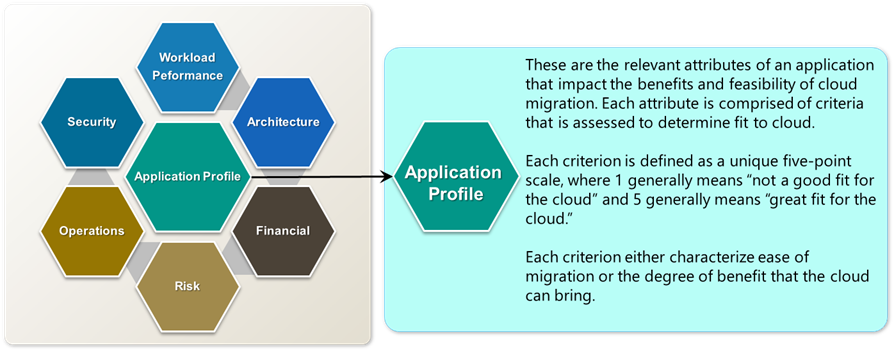 Workload
Peformance
Security
Architecture
Application Profile
Operations
Financial
Risk
Application
Profile
These are the relevant attributes of an application
that impact the benefits and feasibility of cloud
migration. Each attribute is comprised of criteria
that is assessed to determine fit to cloud.
Each criterion is defined as a unique five-point
scale, where 1 generally means “not a good fit for
the cloud” and 5 generally means “great fit for the
cloud.”
Each criterion either characterize ease of
migration or the degree of benefit that the cloud
can bring.